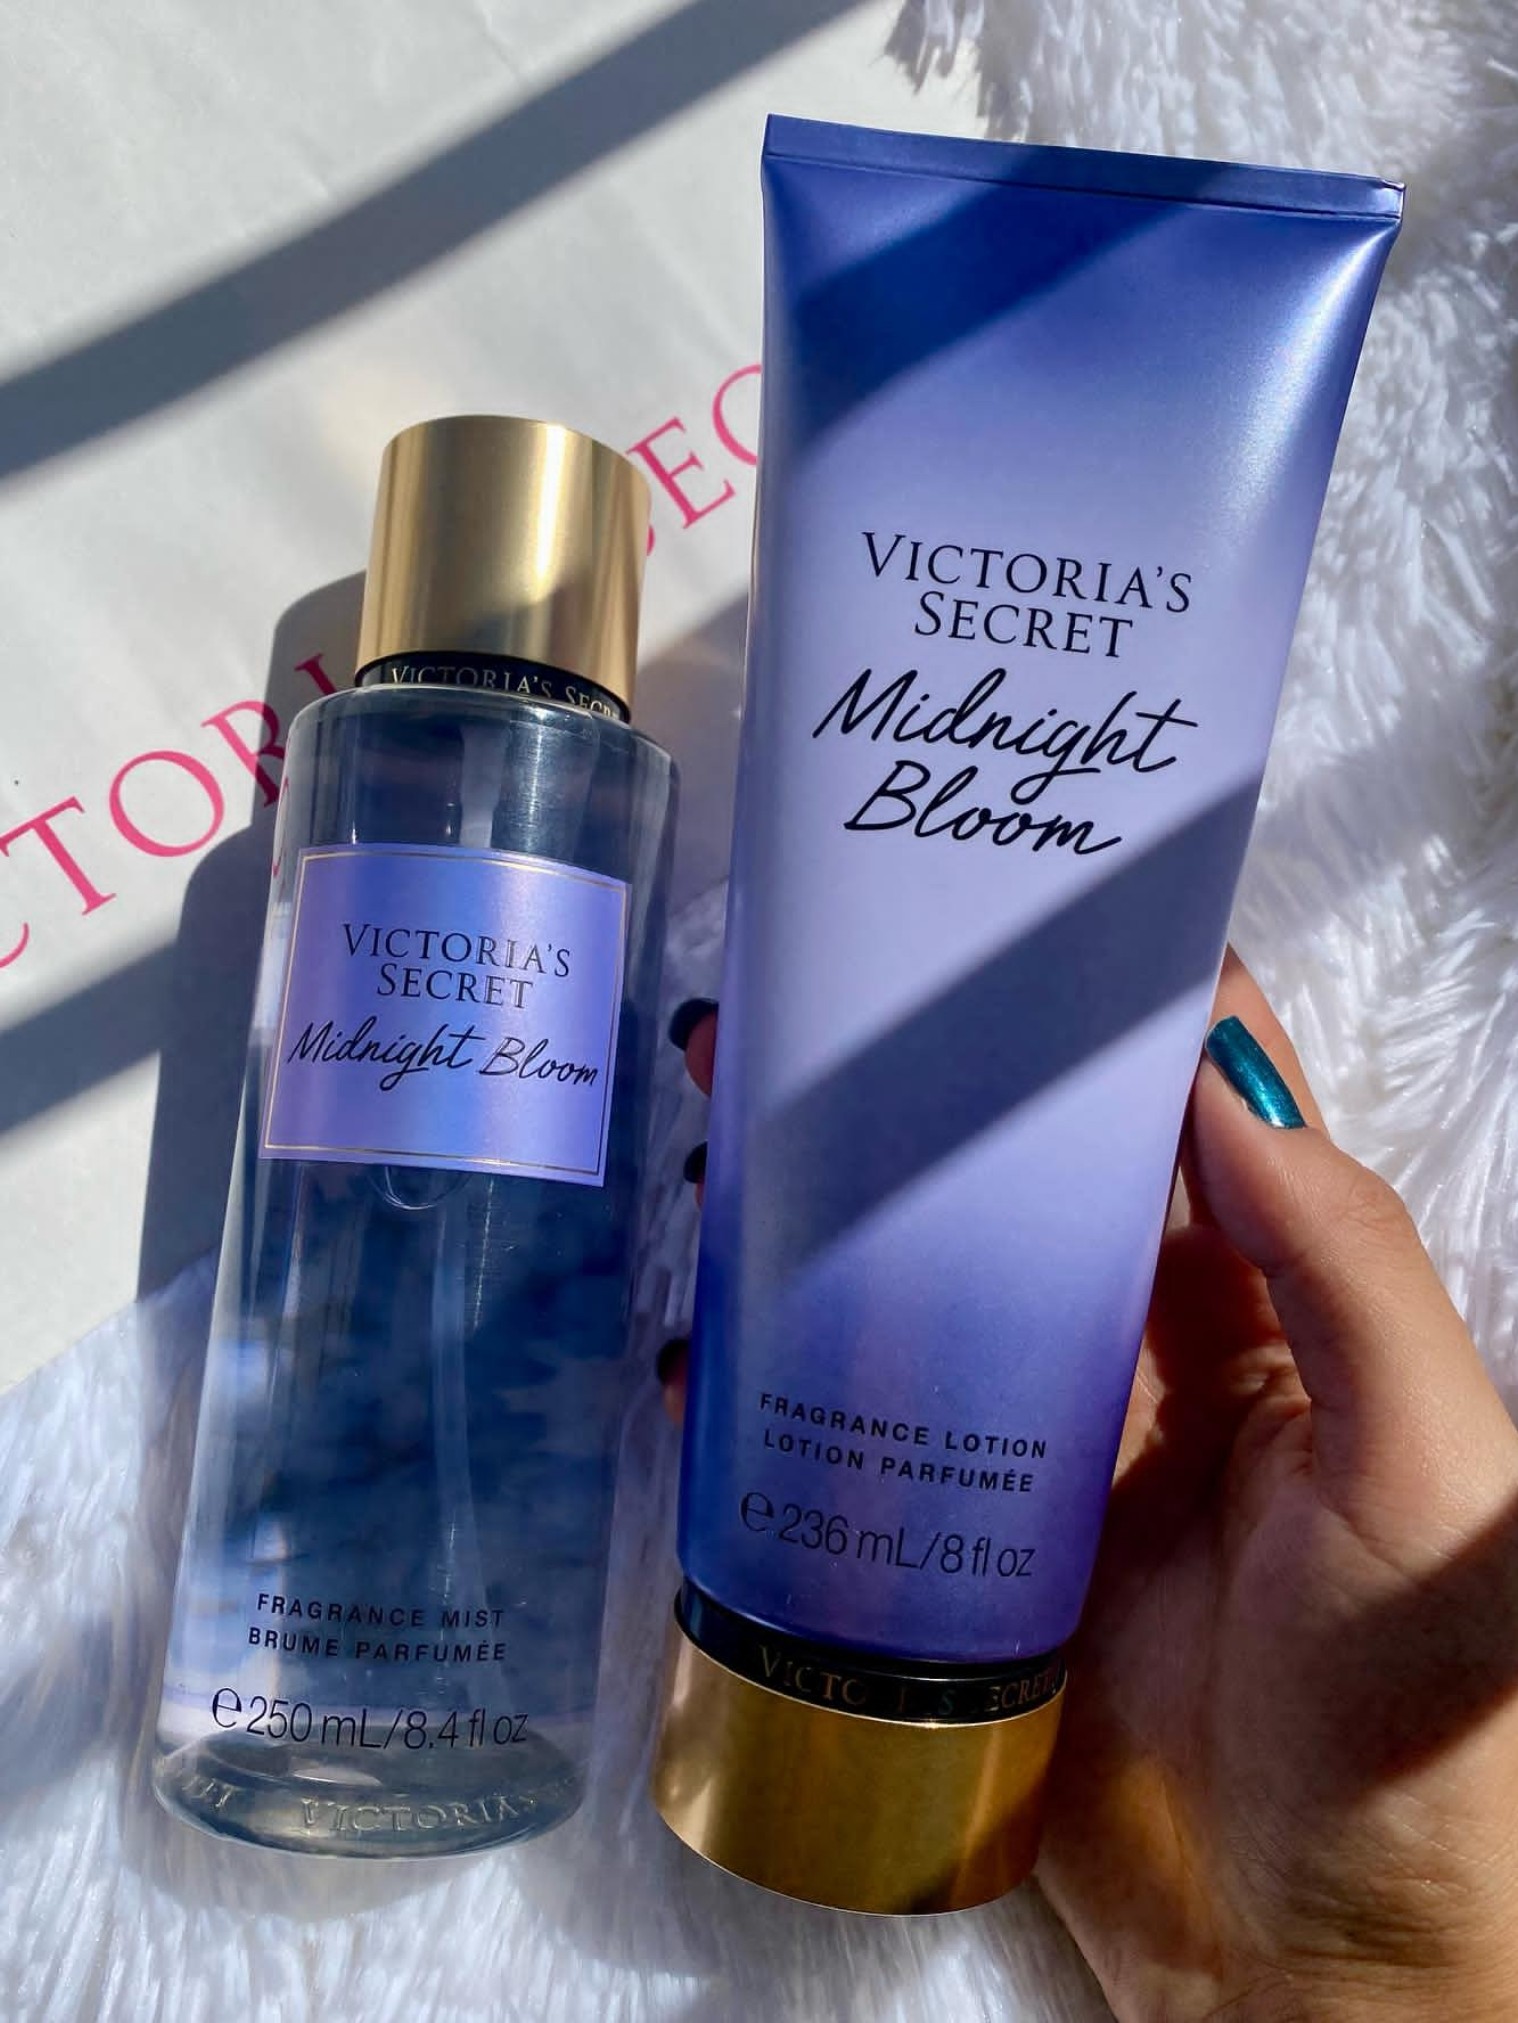 VICTORIA'S
SECRET
Midnight Bloom
FRAGRANCE MIST
BRUME PARFUMÉE
e 250 mL/8.4 fl oz
VICTORIA'S
SECRET
Midnight
Bloom
FRAGRANCE LOTION
LOTION PARFUMÉE
e 236 mL/8 fl oz